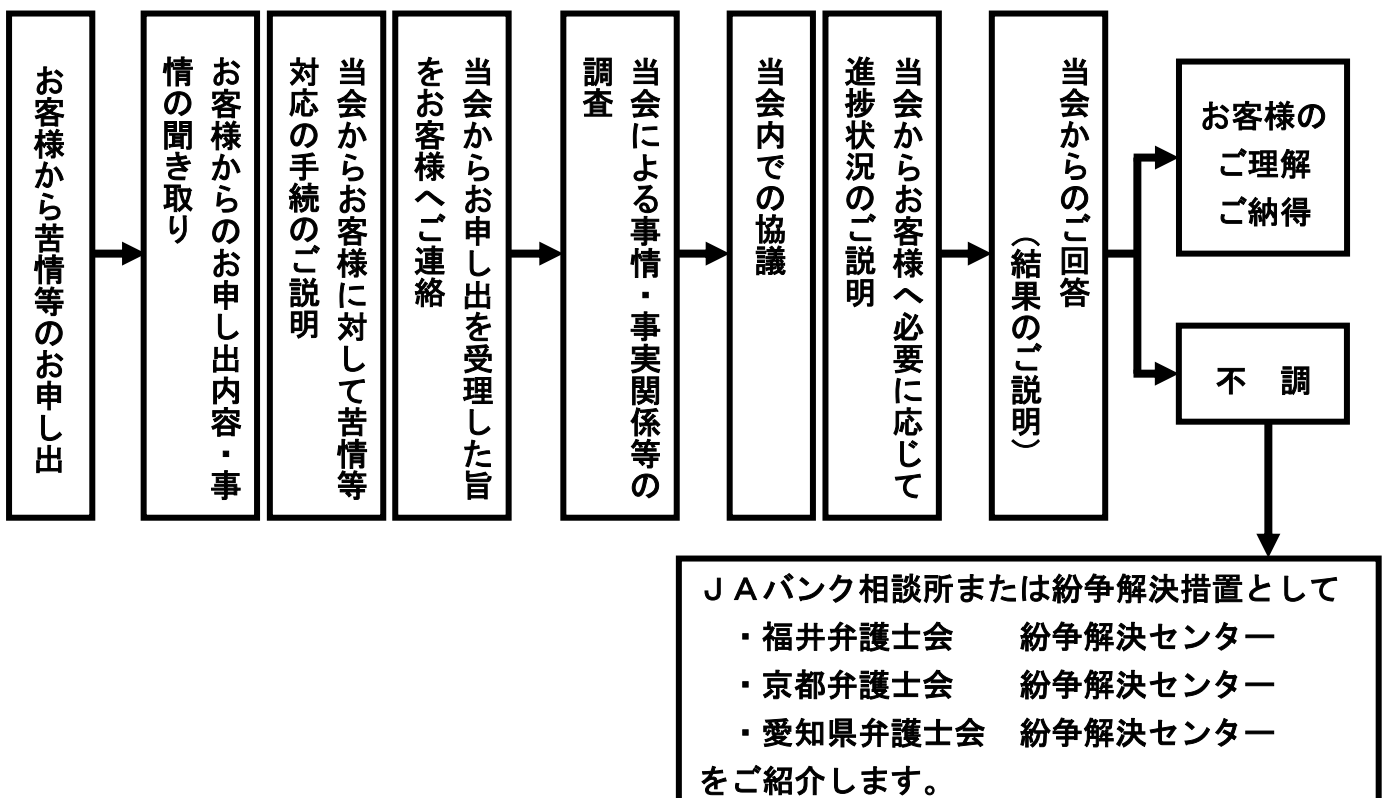 お客様から苦情等のお申し出
お客様からのお申し出内容・事
情の聞き取り
当会からお客様に対して苦情等
対応の手続のご説明
当会からお申し出を受理した旨
をお客様へご連絡
当会による事情・事実関係等の
調査
当会内での協議
当会からお客様へ必要に応じて
進捗状況のご説明
当会からのご回答
（結果のご説明）
お客様の
ご理解
ご納得
不　調
ＪＡバンク相談所または紛争解決措置として
・福井弁護士会　　紛争解決センター
・京都弁護士会　　紛争解決センター
・愛知県弁護士会　紛争解決センター
をご紹介します。